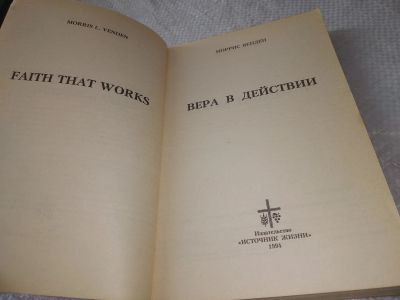 MORRIS L. VENDEN
FAITH THAT WORKS
МОРРИС ВЕНДЕН
ВЕРА В ДЕЙСТВИИ
Издательство
«ИСТОЧНИК ЖИЗНИ»
1994